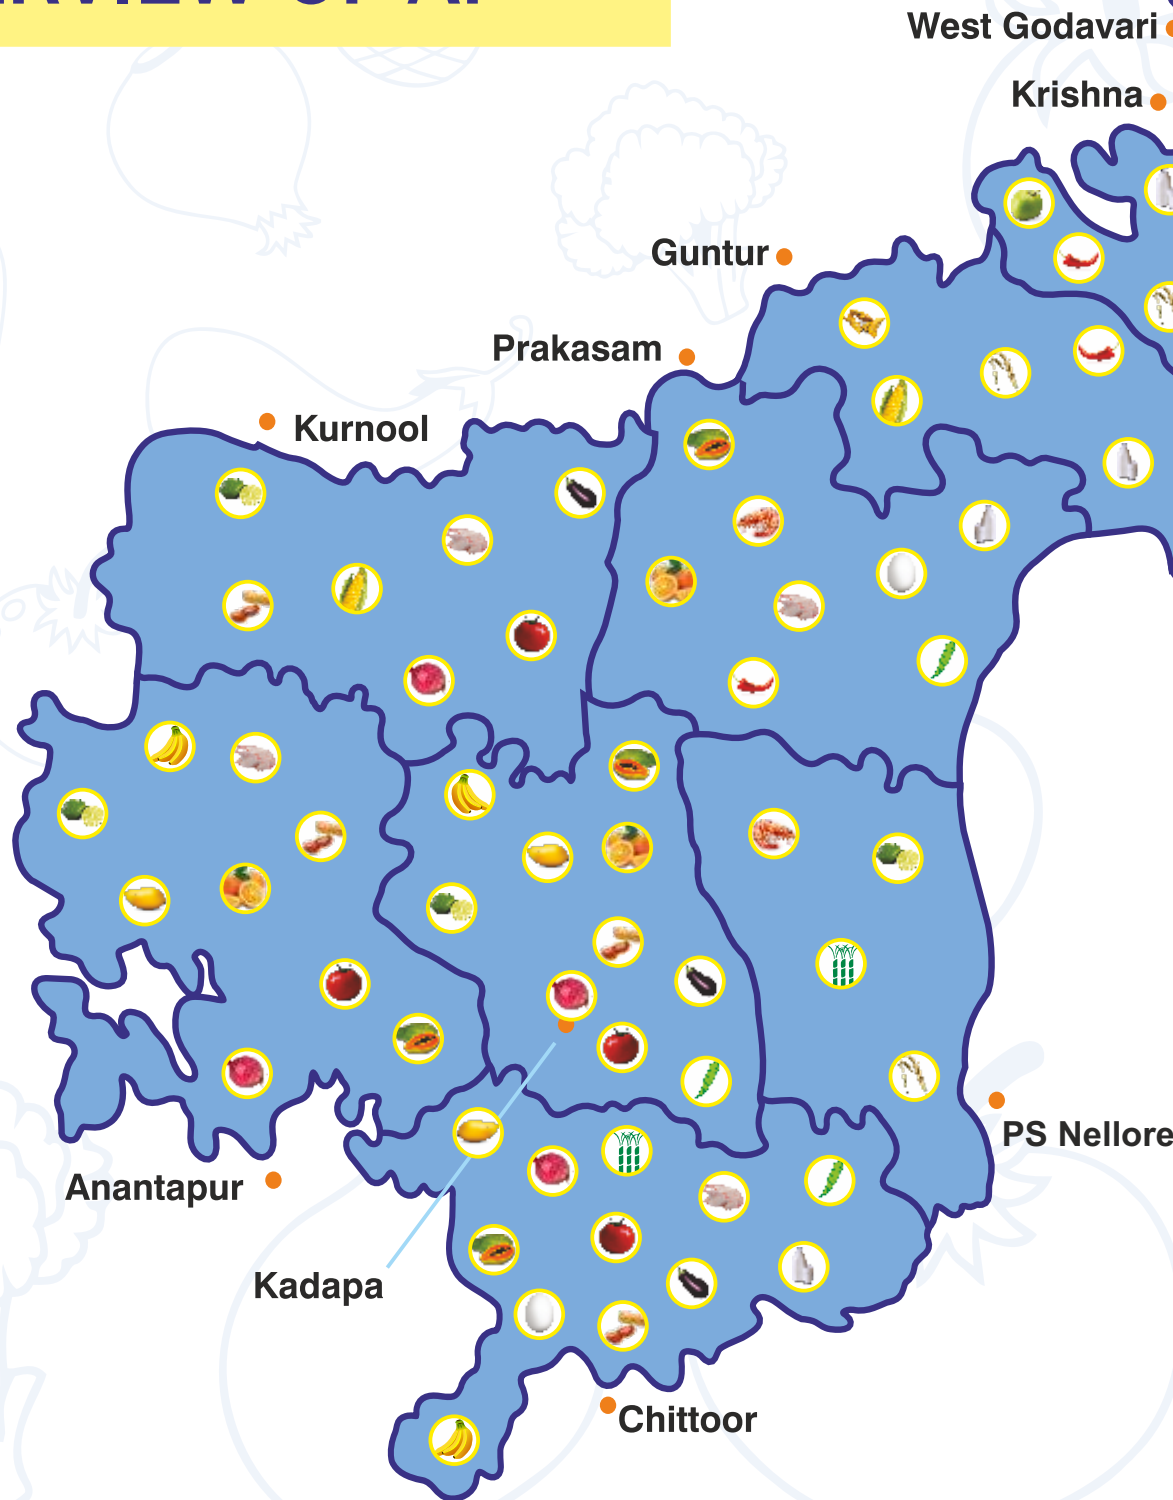 West Godavari
Krishna
Guntur
Prakasam
Kurnool
PS Nellore
Anantapur
Kadapa
Chittoor